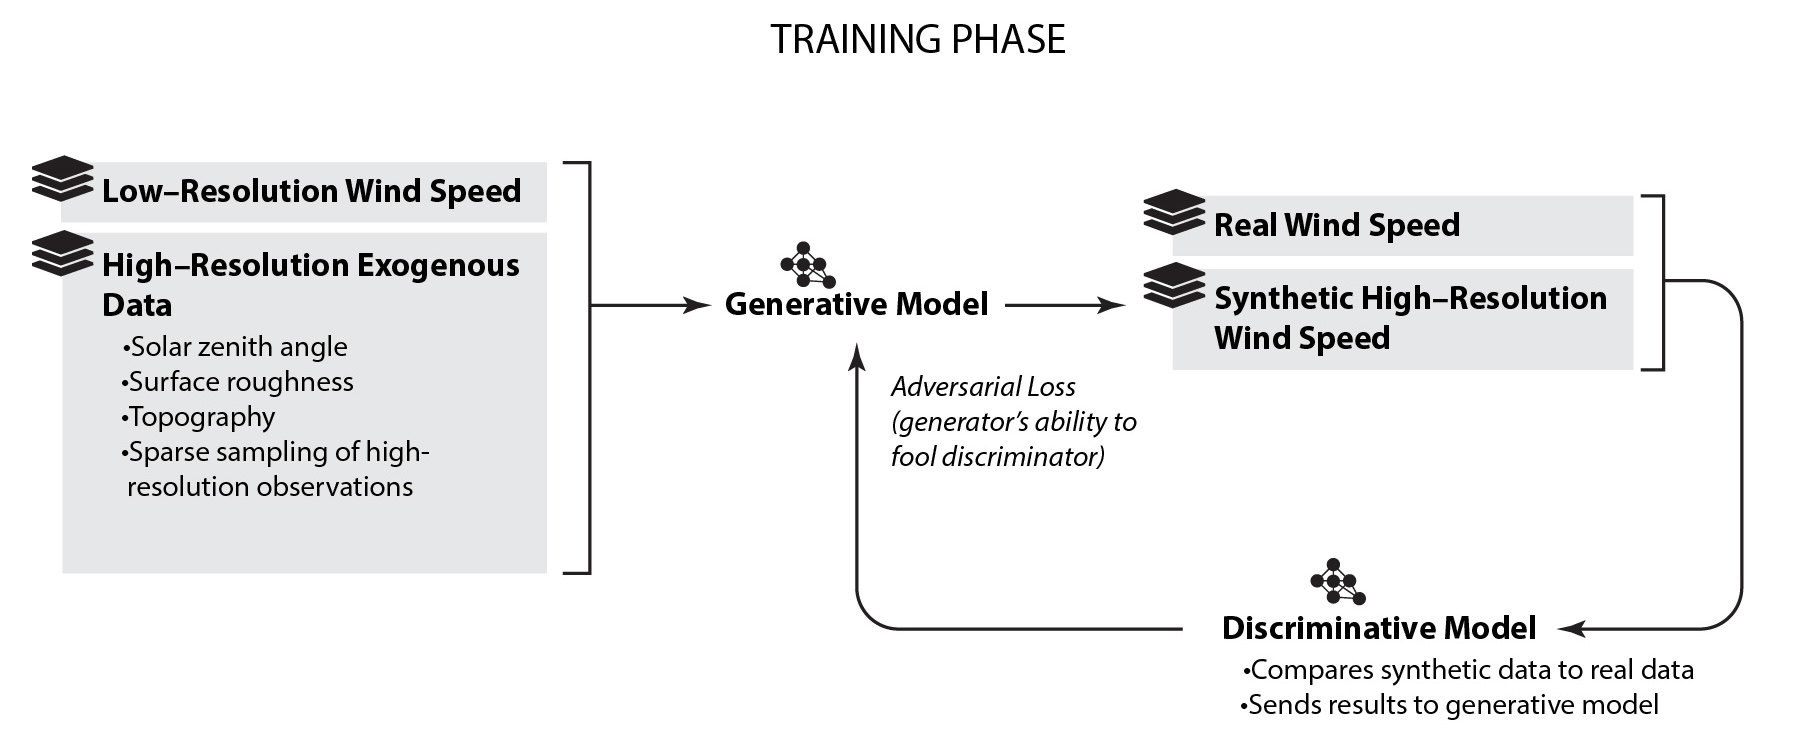 TRAINING PHASE
Low–Resolution Wind Speed
High–Resolution Exogenous
Data
•Solar zenith angle
•Surface roughness
•Topography
•Sparse sampling of high-
resolution observations
Generative Model
Adversarial Loss
(generator’s ability to
fool discriminator)
Real Wind Speed
Synthetic High–Resolution
Wind Speed
Discriminative Model
•Compares synthetic data to real data
•Sends results to generative model